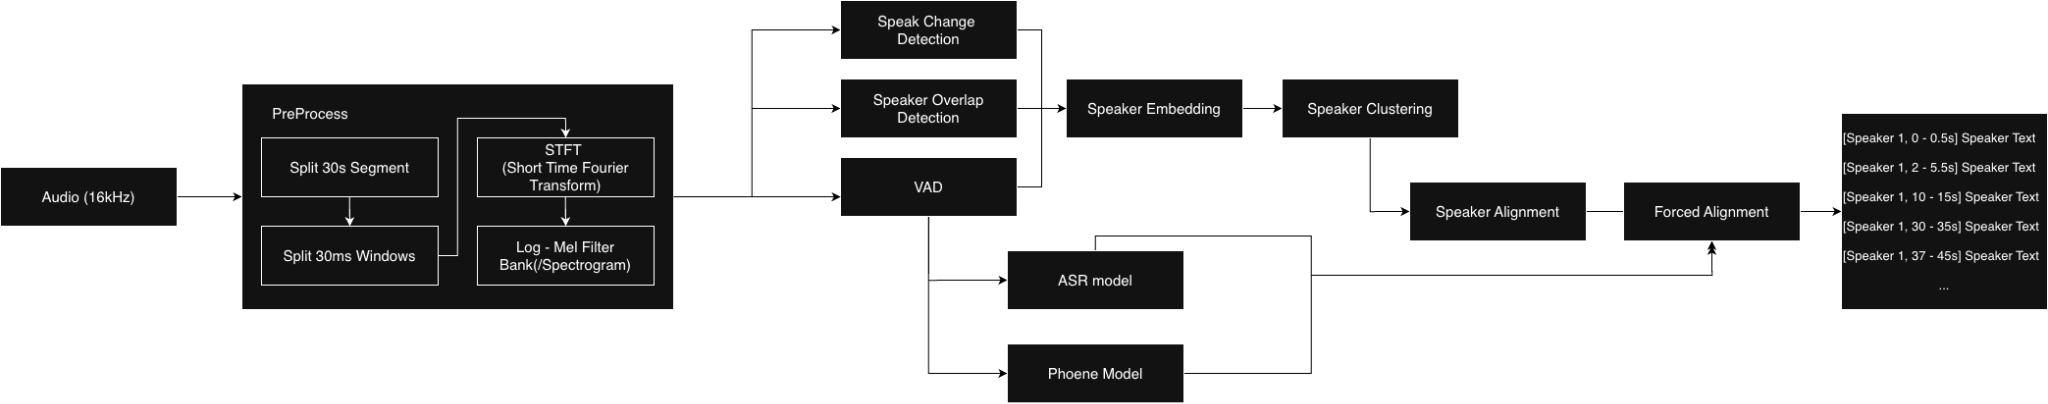 Audio (16kHz)
PreProcess
Split 30s Segment
Split 30ms Windows
STFT
(Short Time Fourier
Transform)
Log - Mel Filter
Bank(/Spectrogram)
Speak Change
Detection
Speaker Overlap
Detection
VAD
Speaker Embedding
Speaker Clustering
ASR model
Phoene Model
Speaker Alignment
Forced Alignment
[Speaker 1, 0 - 0.5s] Speaker Text
[Speaker 1, 2 - 5.5s] Speaker Text
[Speaker 1, 10 - 15s] Speaker Text
[Speaker 1, 30 - 35s] Speaker Text
[Speaker 1, 37 - 45s] Speaker Text
...